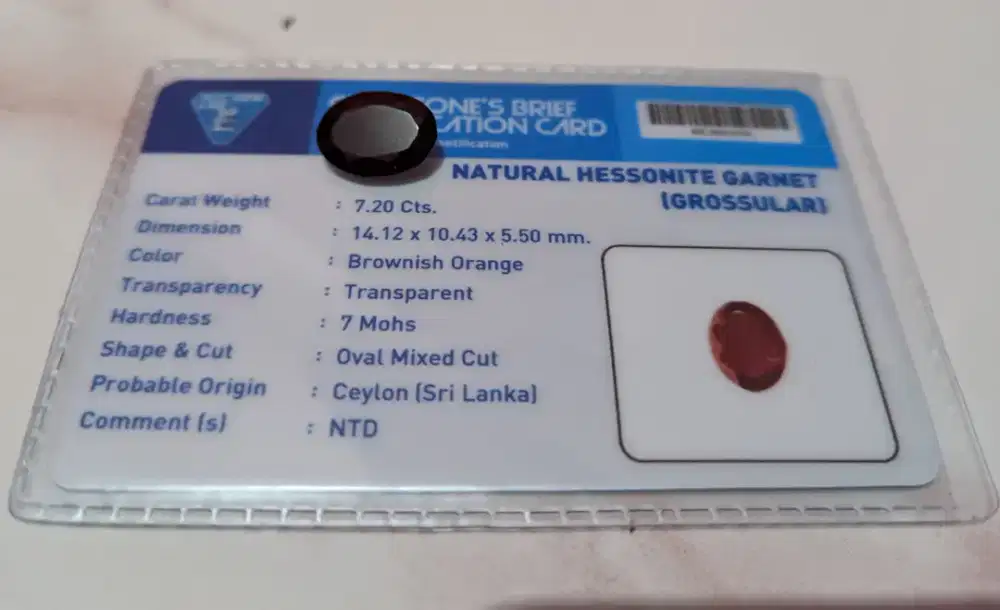 ONE'S BRIEF
CATION CARD
NATURAL HESSONITE GARNET
(GROSSULAR)
Carat Weight : 7.20 Cts.
Dimension : 14.12 x 10.43 x 5.50 mm.
Color : Brownish Orange
Transparency : Transparent
Hardness : 7 Mohs
Shape & Cut : Oval Mixed Cut
Probable Origin : Ceylon (Sri Lanka)
Comment (s) : NTD